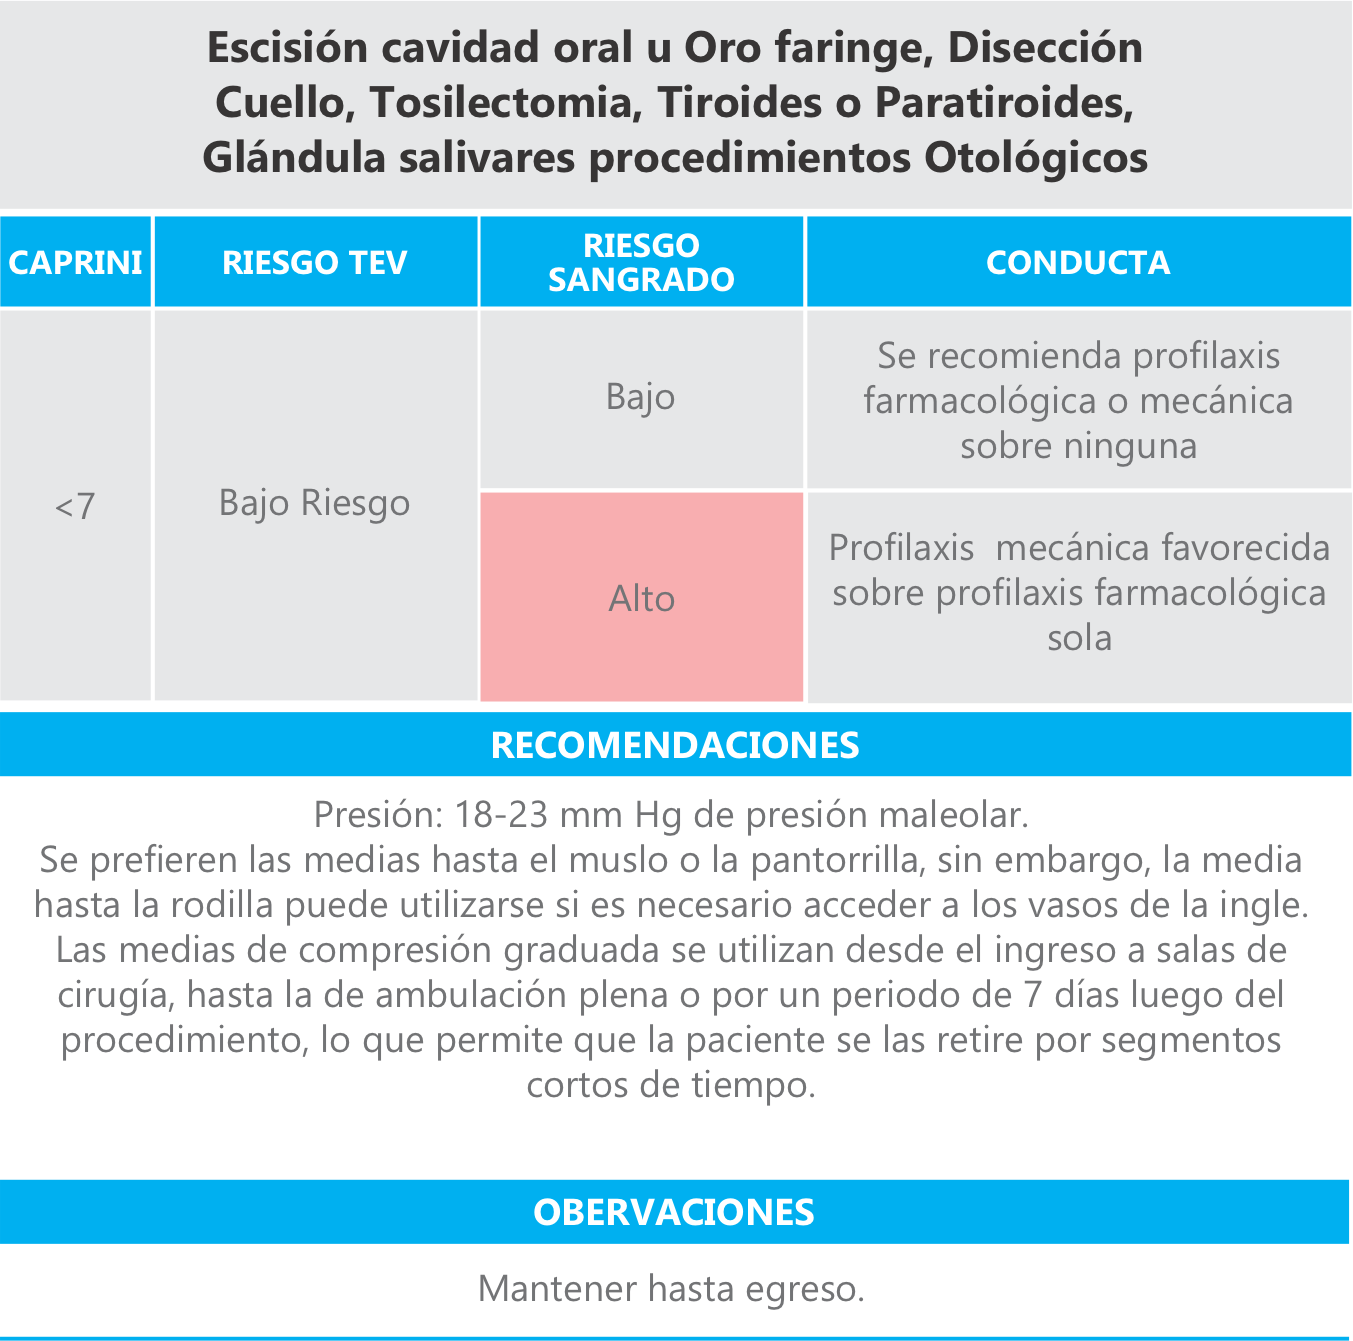 Escisión cavidad oral u Oro faringe, Disección
Cuello, Tosilectomia, Tiroides o Paratiroides,
Glándula salivares procedimientos Otológicos
CAPRINI
RIESGO TEV
RIESGO
SANGRADO
CONDUCTA
<7
Bajo Riesgo
Bajo
Se recomienda profilaxis
farmacológica o mecánica
sobre ninguna
Alto
Profilaxis  mecánica favorecida
sobre profilaxis farmacológica
sola
RECOMENDACIONES
Presión: 18-23 mm Hg de presión maleolar.
Se prefieren las medias hasta el muslo o la pantorrilla, sin embargo, la media
hasta la rodilla puede utilizarse si es necesario acceder a los vasos de la ingle.
Las medias de compresión graduada se utilizan desde el ingreso a salas de
cirugía, hasta la de ambulación plena o por un periodo de 7 días luego del
procedimiento, lo que permite que la paciente se las retire por segmentos
cortos de tiempo.
OBERVACIONES
Mantener hasta egreso.